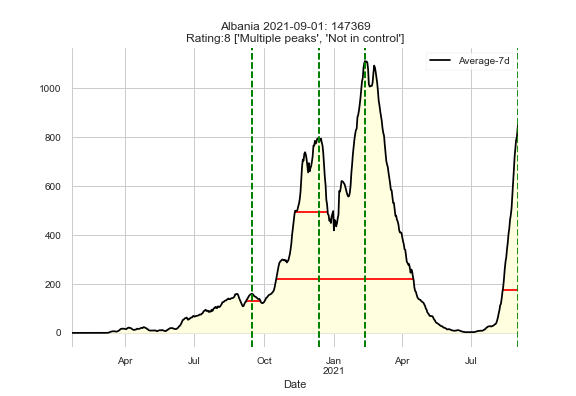 Albania 2021-09-01: 147369
Rating:8 ['Multiple peaks', 'Not in control']
Average-7d
1000
800
600
400
200
0
Apr Jul Oct Jan Apr Jul
2021
Date